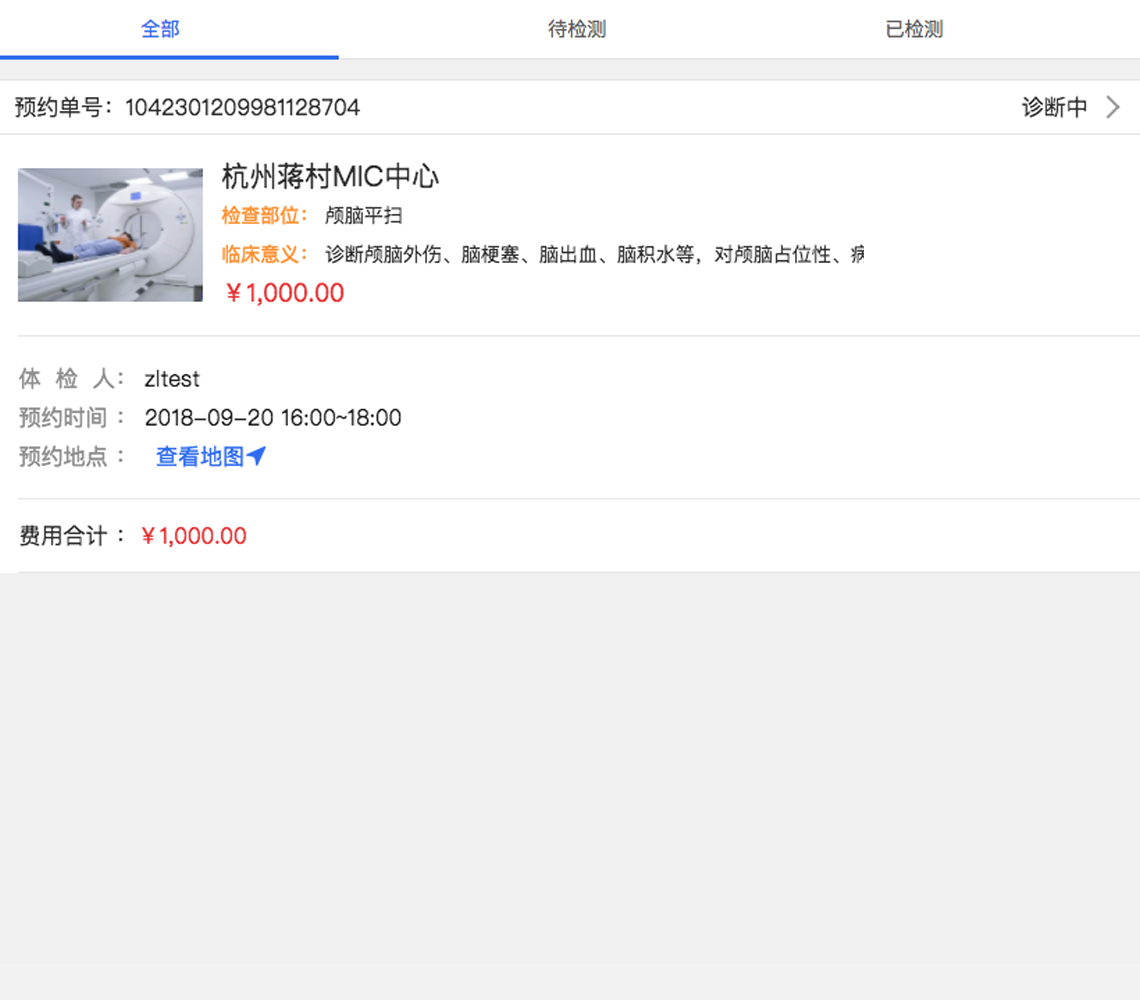 全部 待检测 已检测
预约单号：1042301209981128704 诊断中
杭州蒋村MIC中心
检查部位： 颅脑平扫
临床意义： 诊断颅脑外伤、脑梗塞、脑出血、脑积水等，对颅脑占位性、
￥1,000.00
体 检 人： zltest
预约时间 ： 2018-09-20 16:00~18:00
预约地点 ： 查看地图
费用合计 ： ￥1,000.00